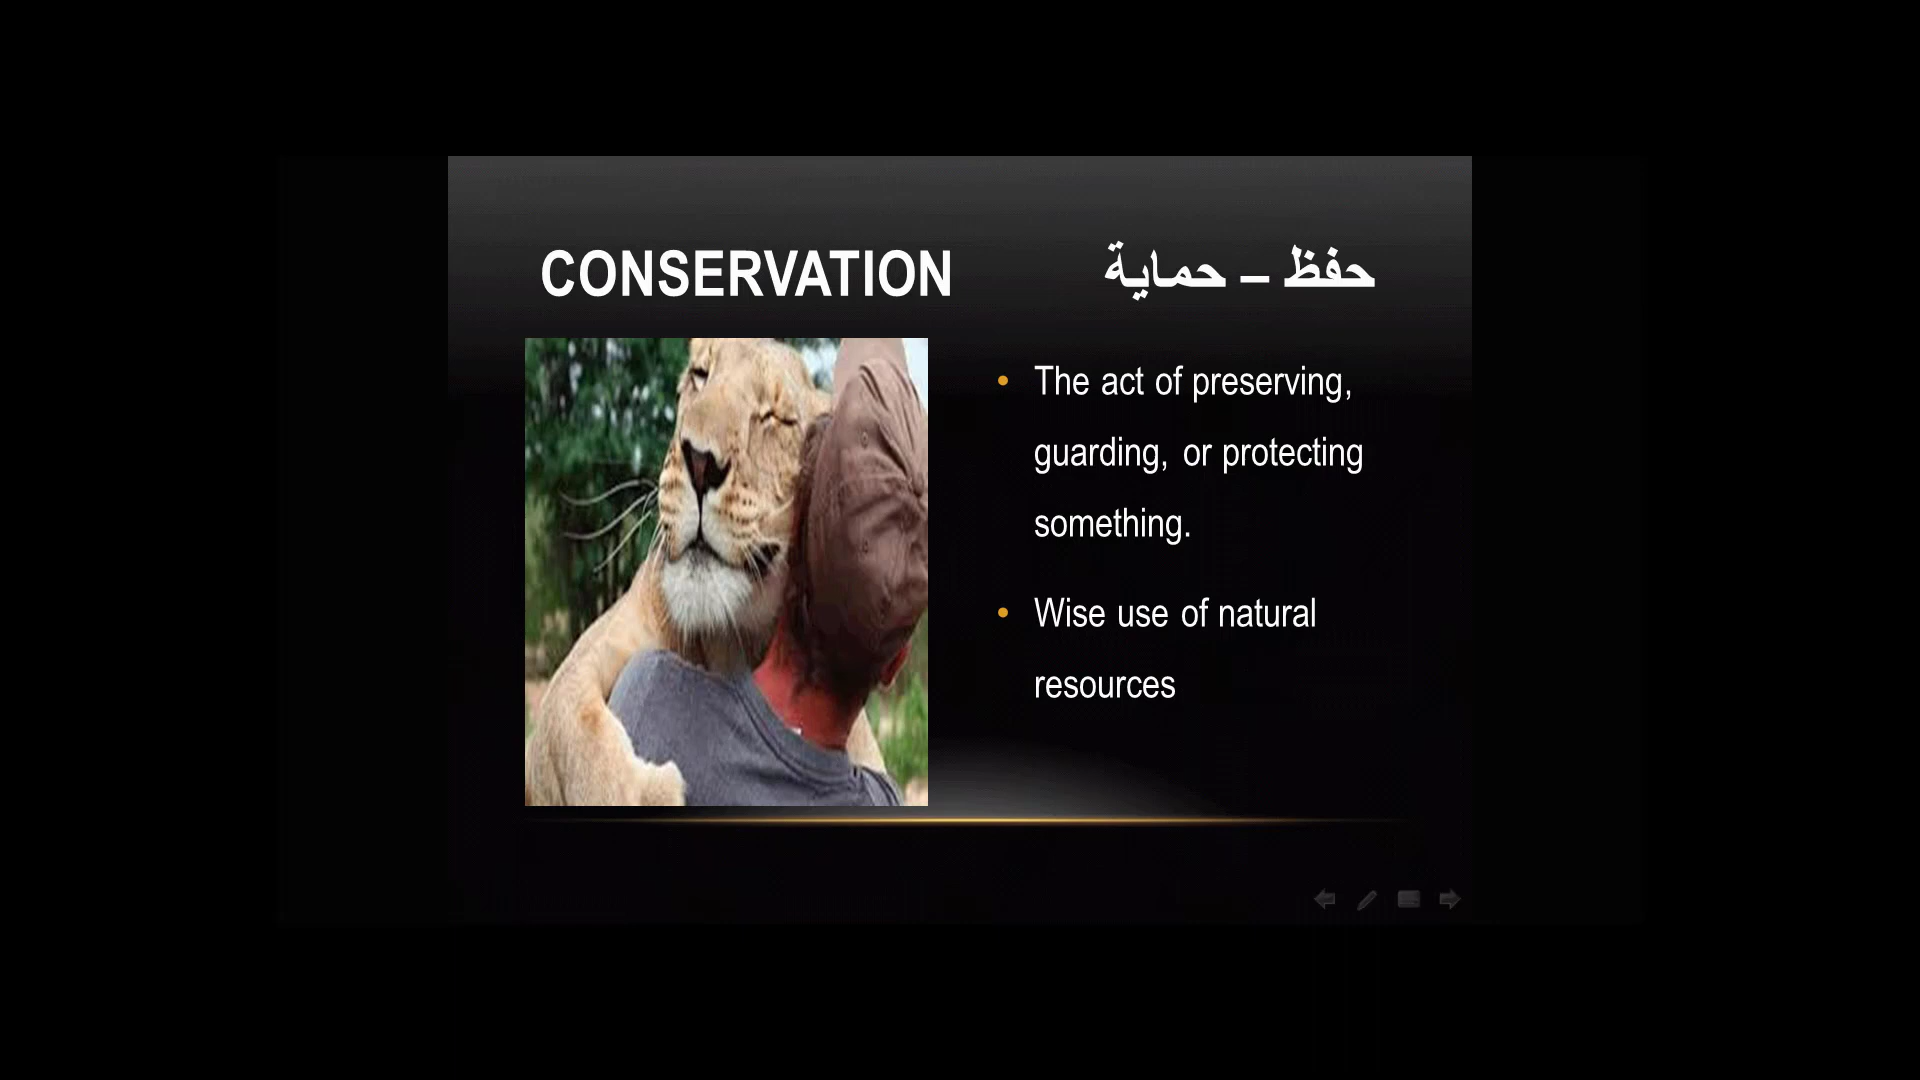 CONSERVATION حفظ – حماية
• The act of preserving,
guarding, or protecting
something.
• Wise use of natural
resources